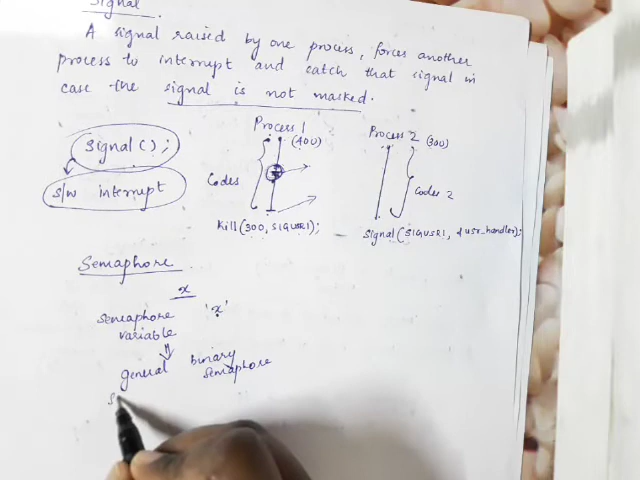 Signal
A signal raised by one process, forces another
process to interrupt and catch that signal in
case the signal is not masked.
Signal();
s/w interrupt
Process 1
(400)
Codes
Kill(300, SIGUSR1);
Process 2 (300)
Codes 2
Signal(SIGUSR1, & usr_handler);
Semaphore
x
semaphore 'x'
variable
general
binary
semaphore
s